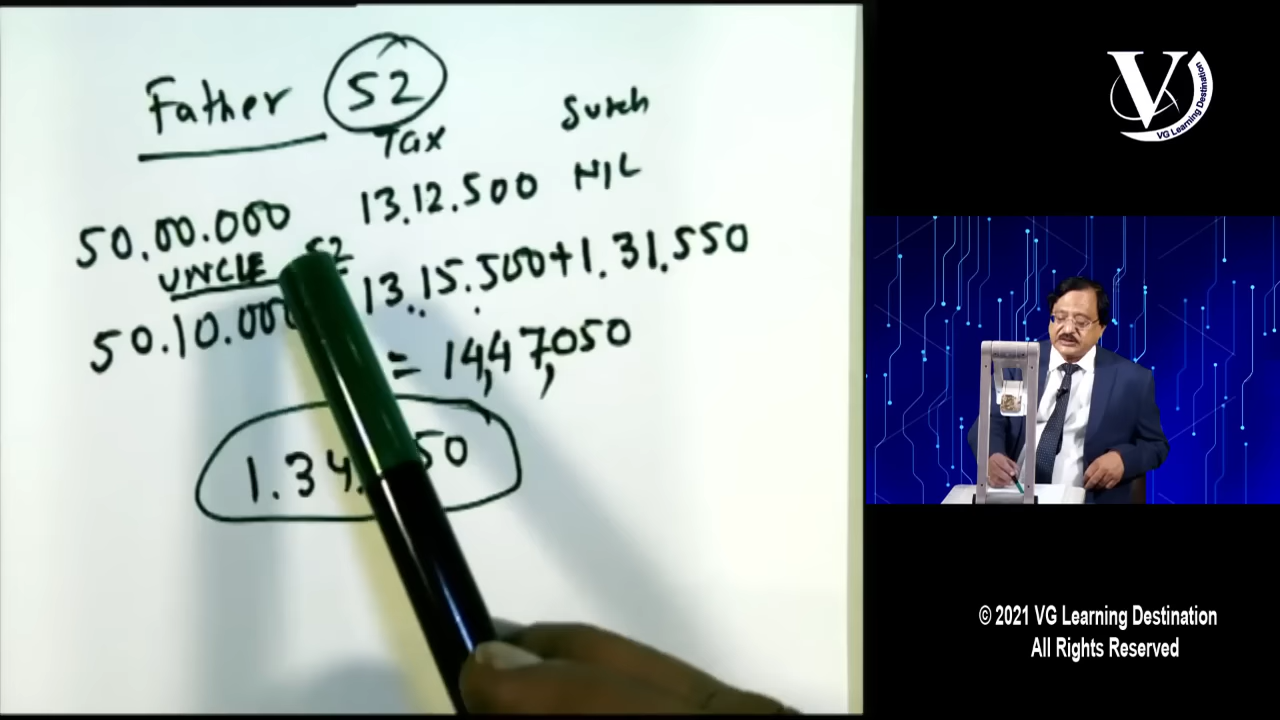 Father 52
Tax Surch
50.00.000 13.12.500 NIL
UNCLE 52
50.10.000 13.15.500+1.31.550
= 14,47,050
1.34. 50
V
VG Learning Destination
© 2021 VG Learning Destination
All Rights Reserved